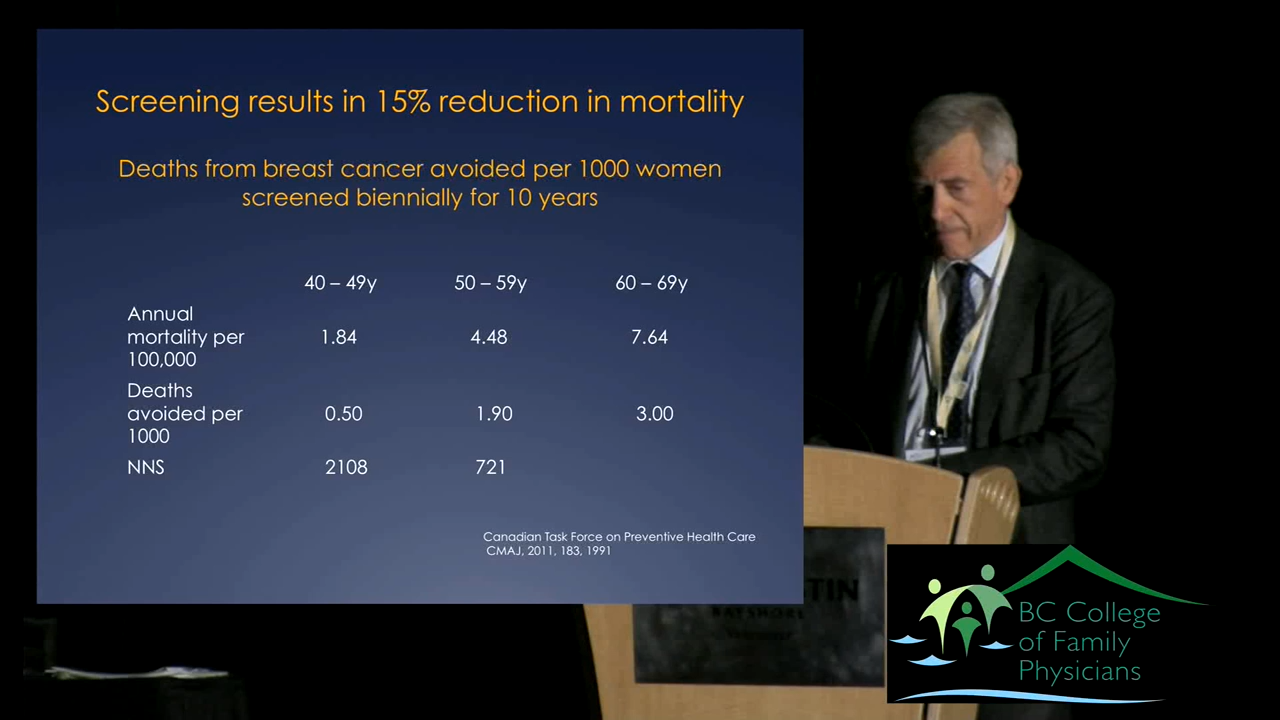 Screening results in 15% reduction in mortality
Deaths from breast cancer avoided per 1000 women
screened biennially for 10 years
40 – 49y 50 – 59y 60 – 69y
Annual
mortality per 1.84 4.48 7.64
100,000
Deaths
avoided per 0.50 1.90 3.00
1000
NNS 2108 721
Canadian Task Force on Preventive Health Care
CMAJ, 2011, 183, 1991
TIN
BAYSHORE
BC College
of Family
Physicians